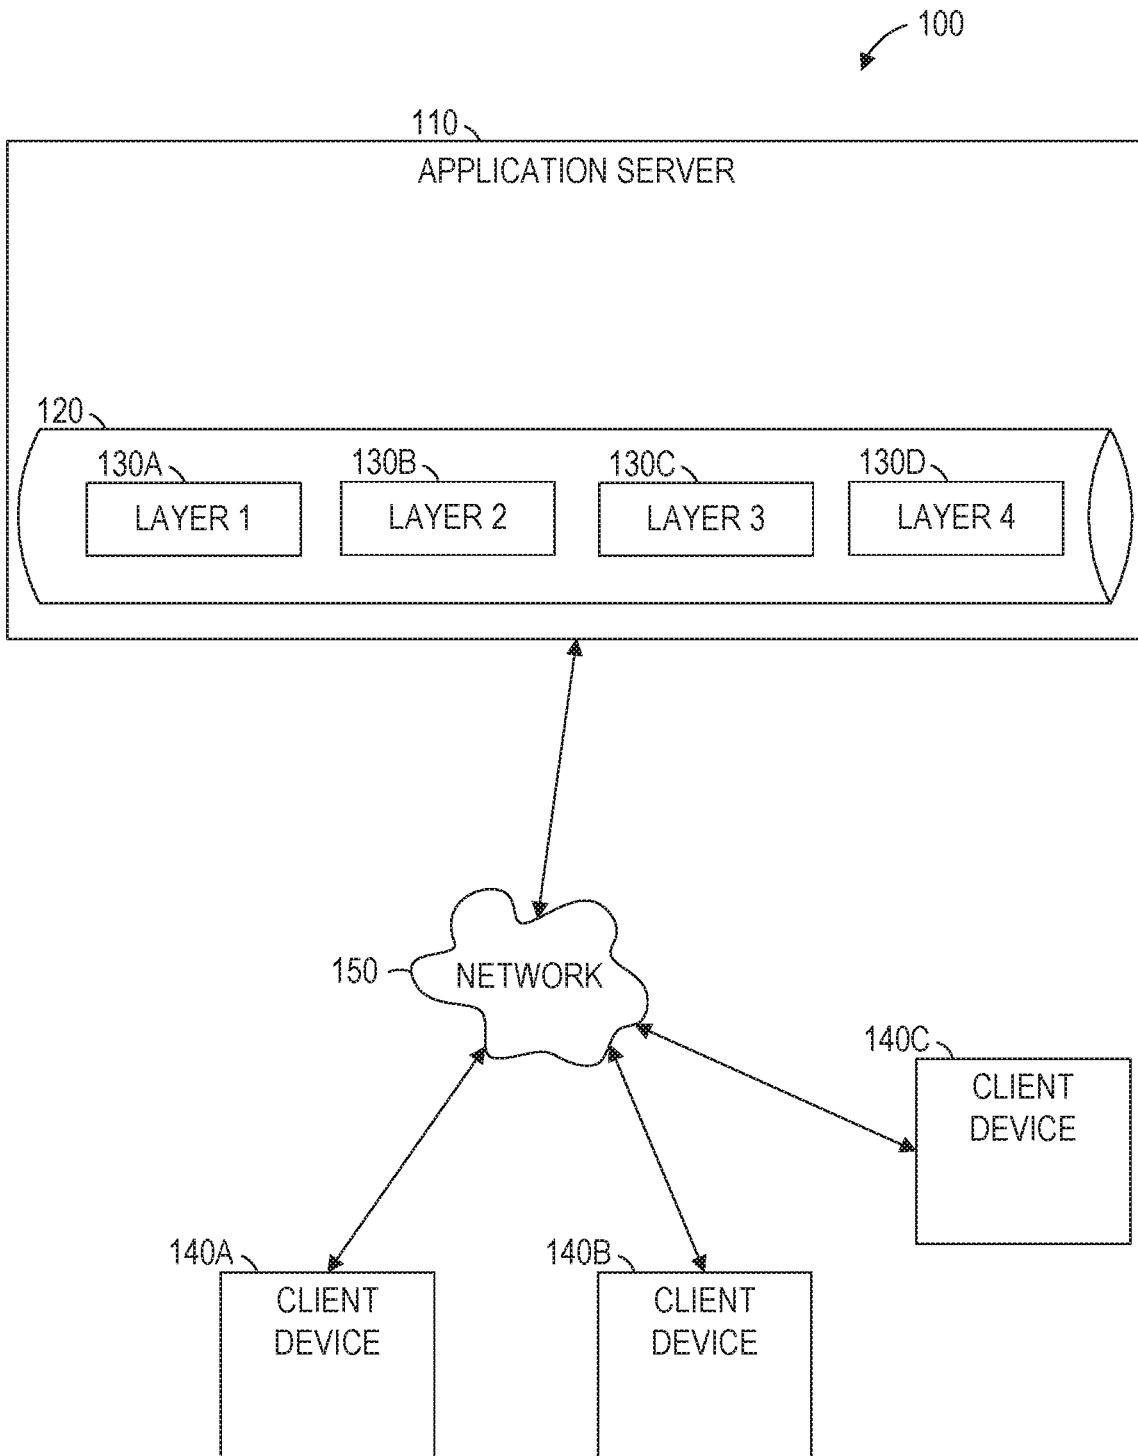 100
110
APPLICATION SERVER
120
130A
130B
130C
130D
LAYER 1
LAYER 2
LAYER 3
LAYER 4
150
NETWORK
140C
CLIENT
DEVICE
140A
140B
CLIENT
DEVICE
CLIENT
DEVICE